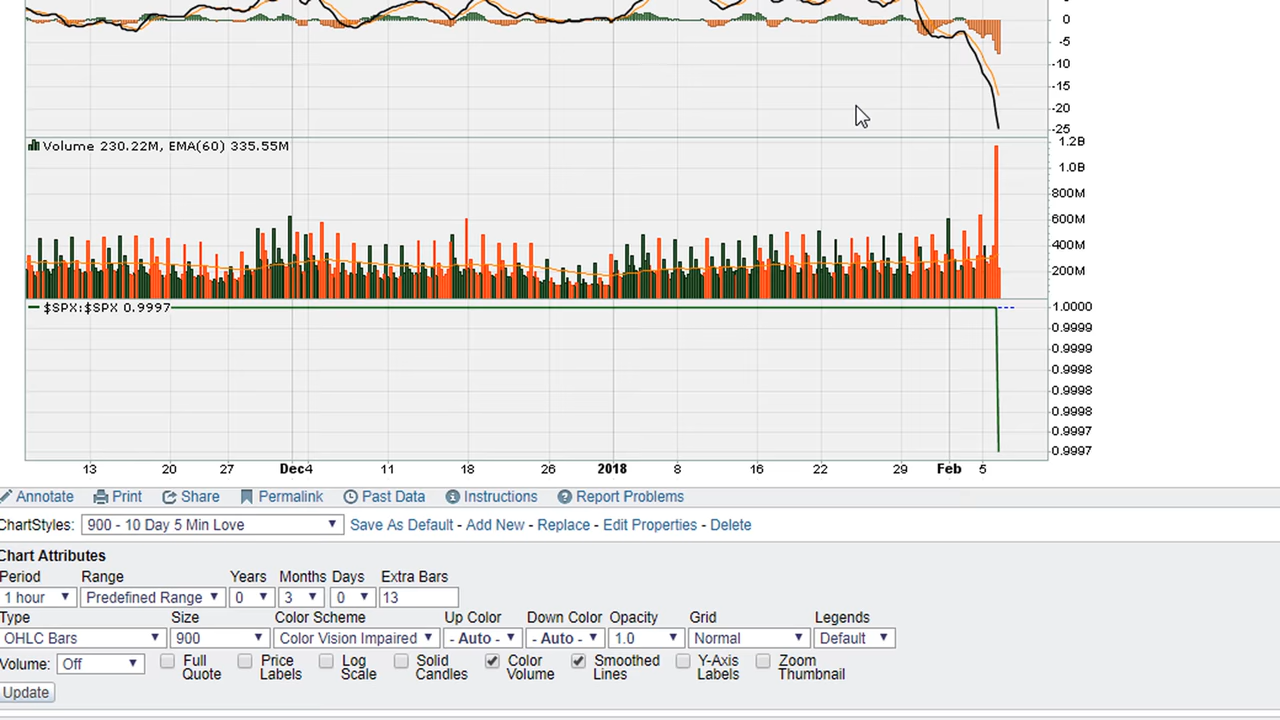 0
-5
-10
-15
-20
-25
Volume 230.22M, EMA(60) 335.55M
1.2B
1.0B
800M
600M
400M
200M
$SPX:$SPX 0.9997
1.0000
0.9999
0.9999
0.9998
0.9998
0.9998
0.9997
0.9997
13 20 27 Dec4 11 18 26 2018 8 16 22 29 Feb 5
Annotate Print Share Permalink Past Data Instructions Report Problems
ChartStyles: 900 - 10 Day 5 Min Love Save As Default - Add New - Replace - Edit Properties - Delete
Chart Attributes
Period Range Years Months Days Extra Bars
1 hour Predefined Range 0 3 0 13
Type Size Color Scheme Up Color Down Color Opacity Grid Legends
OHLC Bars 900 Color Vision Impaired - Auto - - Auto - 1.0 Normal Default
Volume: Off Full Quote Price Labels Log Scale Solid Candles Color Volume Smoothed Lines Y-Axis Labels Zoom Thumbnail
Update